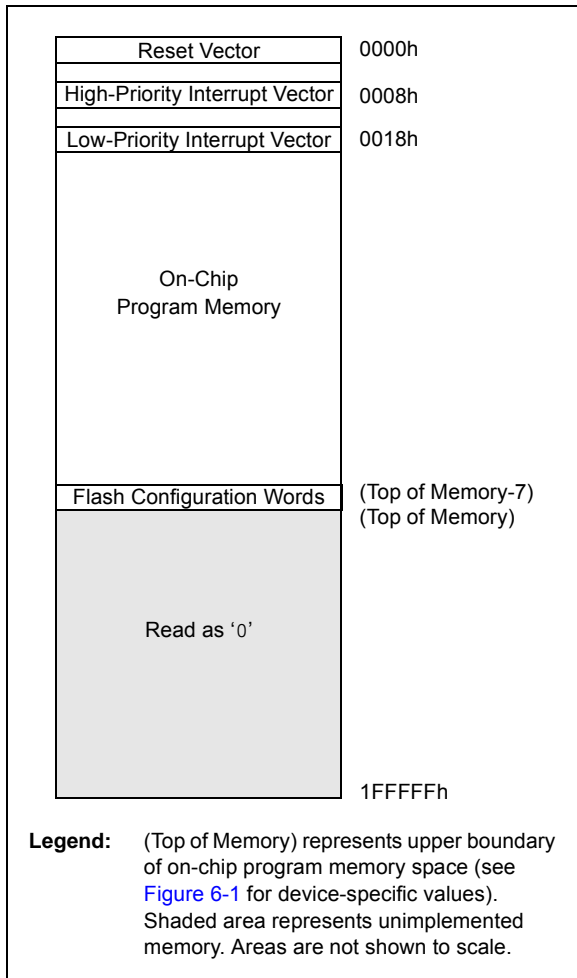 Reset Vector 0000h
High-Priority Interrupt Vector 0008h
Low-Priority Interrupt Vector 0018h
On-Chip
Program Memory
Flash Configuration Words (Top of Memory-7)
(Top of Memory)
Read as ‘0’
1FFFFFh
Legend: (Top of Memory) represents upper boundary
of on-chip program memory space (see
Figure 6-1 for device-specific values).
Shaded area represents unimplemented
memory. Areas are not shown to scale.